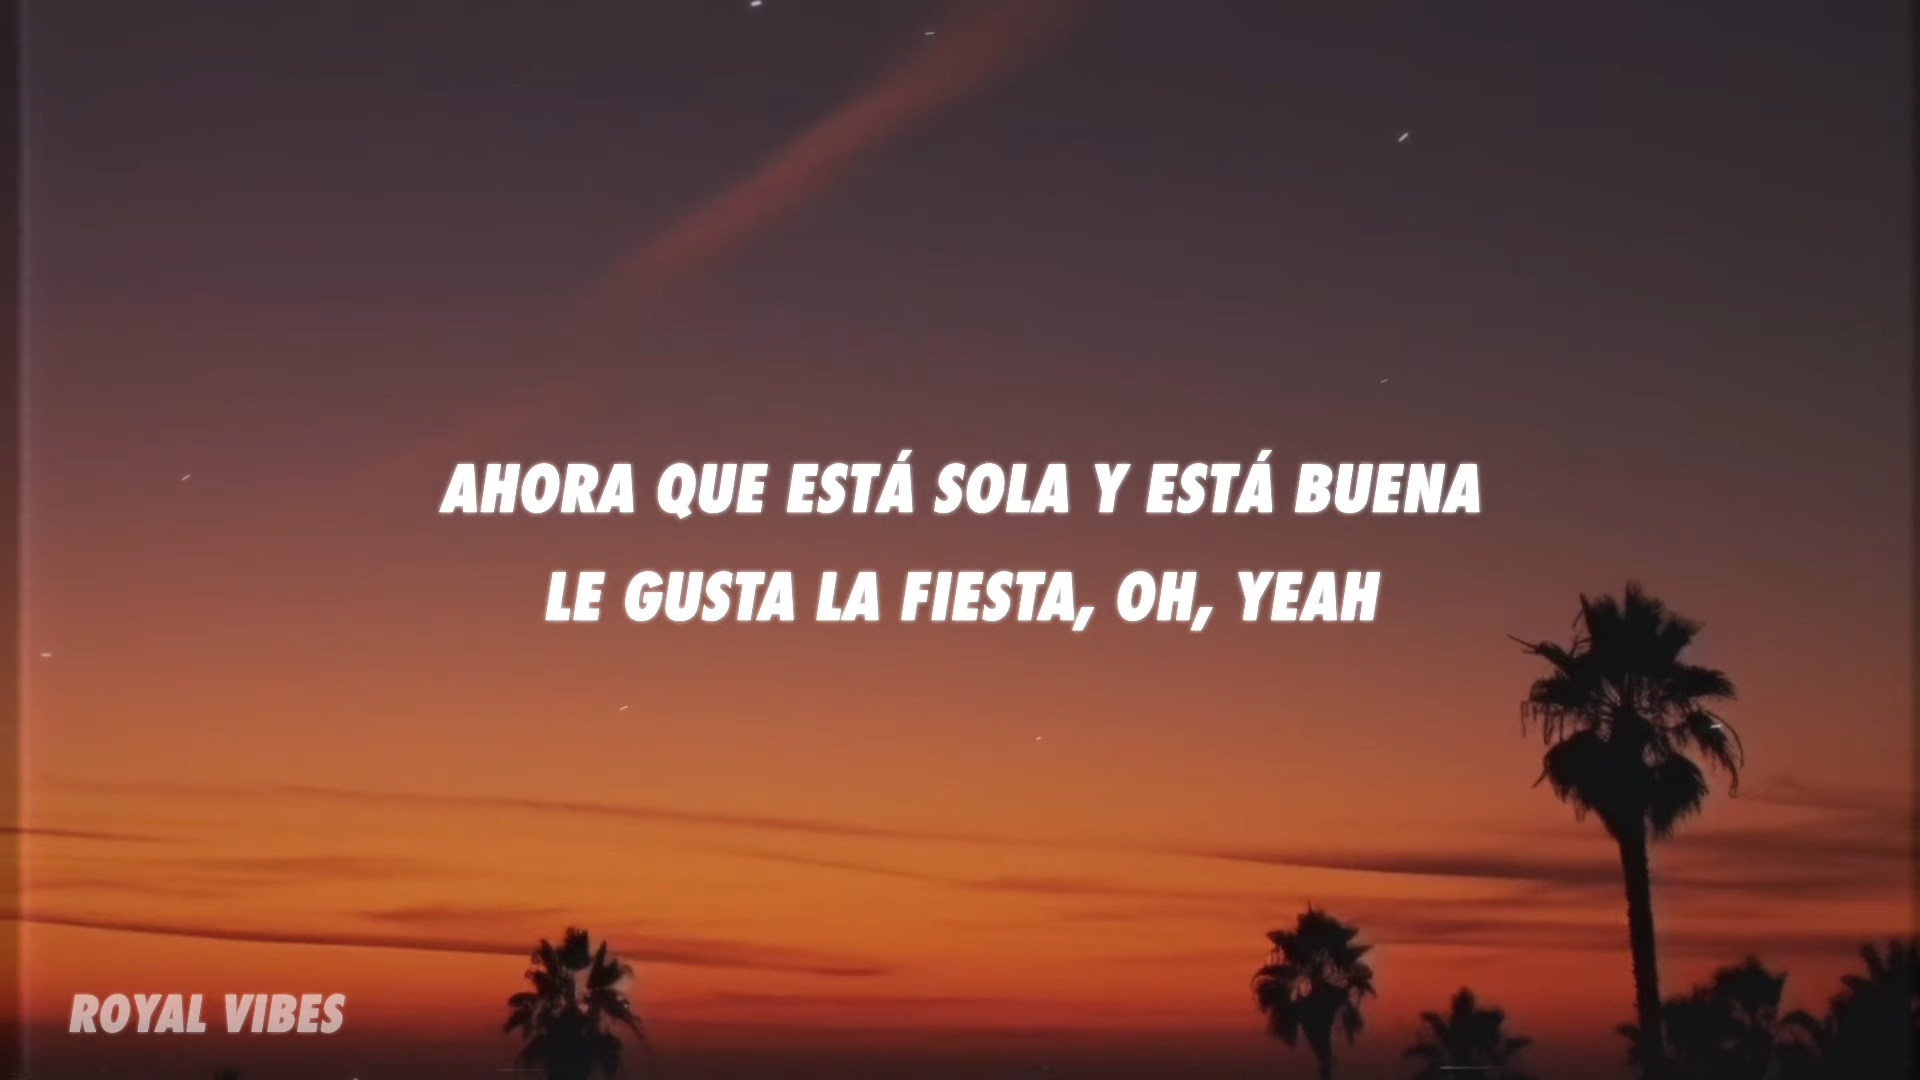 AHORA QUE ESTÁ SOLA Y ESTÁ BUENA
LE GUSTA LA FIESTA, OH, YEAH
ROYAL VIBES